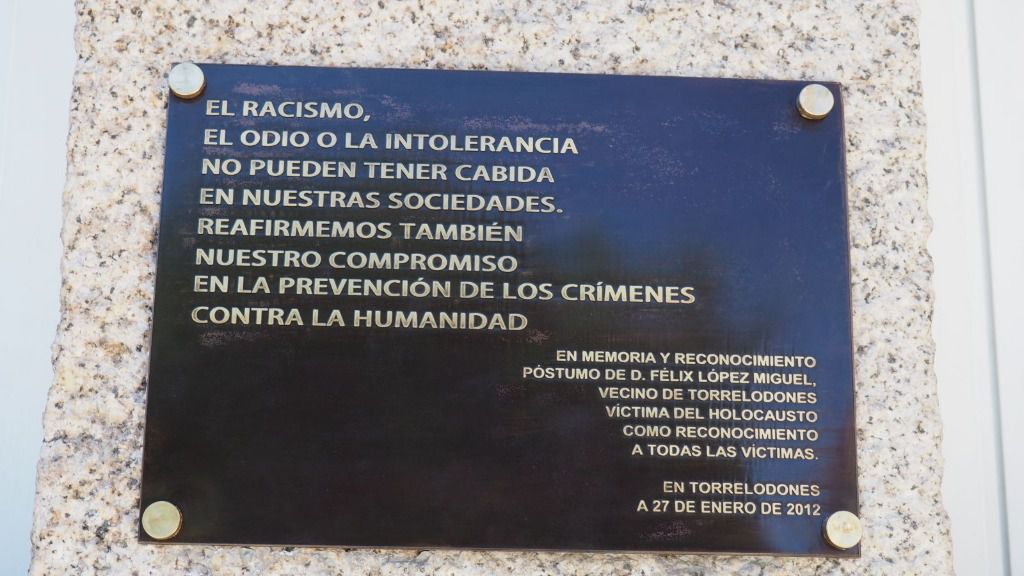 EL RACISMO,
EL ODIO O LA INTOLERANCIA
NO PUEDEN TENER CABIDA
EN NUESTRAS SOCIEDADES.
REAFIRMEMOS TAMBIÉN
NUESTRO COMPROMISO
EN LA PREVENCIÓN DE LOS CRÍMENES
CONTRA LA HUMANIDAD
EN MEMORIA Y RECONOCIMIENTO
PÓSTUMO DE D. FÉLIX LÓPEZ MIGUEL,
VECINO DE TORRELODONES
VÍCTIMA DEL HOLOCAUSTO
COMO RECONOCIMIENTO
A TODAS LAS VÍCTIMAS.
EN TORRELODONES
A 27 DE ENERO DE 2012